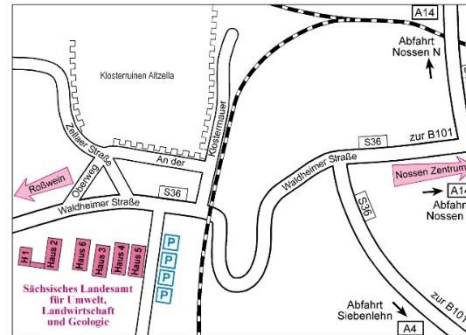 A14
Abfahrt
Nossen N
Klosterruinen Altzella
Zellaer Straße
Oberweg
An der
Klostermauer
S36
zur B101
S36
Waldheimer Straße
Roßwein
Nossen Zentrum
A14
Abfahrt
Nossen
S36
Waldheimer Straße
H 1
Haus 2
Haus 6
Haus 3
Haus 4
Haus 5
P
P
P
P
Sächsisches Landesamt
für Umwelt,
Landwirtschaft
und Geologie
zur B101
Abfahrt
Siebenlehn
A4